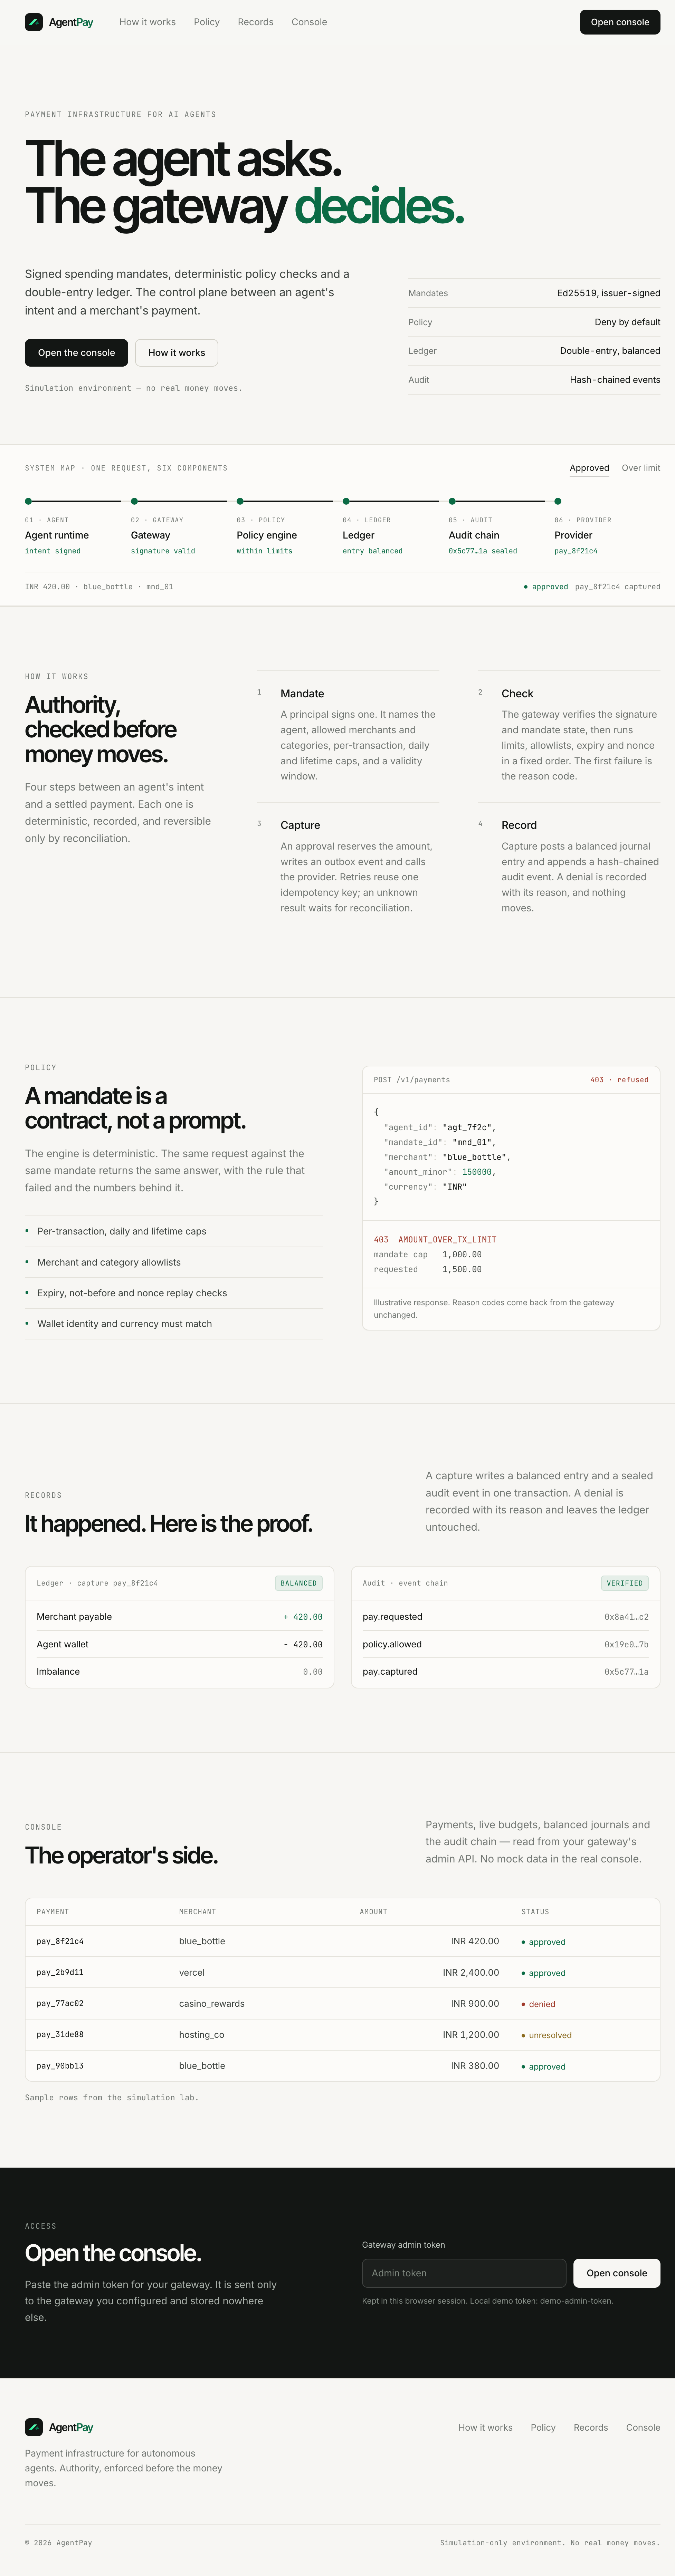 AgentPay
How it works
Policy
Records
Console
Open console
PAYMENT INFRASTRUCTURE FOR AI AGENTS
The agent asks.
The gateway decides.
Signed spending mandates, deterministic policy checks and a
double-entry ledger. The control plane between an agent's
intent and a merchant's payment.
Open the console
How it works
Simulation environment — no real money moves.
Mandates Ed25519, issuer-signed
Policy Deny by default
Ledger Double-entry, balanced
Audit Hash-chained events
SYSTEM MAP · ONE REQUEST, SIX COMPONENTS
Approved
Over limit
01 · AGENT
Agent runtime
intent signed
02 · GATEWAY
Gateway
signature valid
03 · POLICY
Policy engine
within limits
04 · LEDGER
Ledger
entry balanced
05 · AUDIT
Audit chain
0x5c77…1a sealed
06 · PROVIDER
Provider
pay_8f21c4
INR 420.00 · blue_bottle · mnd_01
approved pay_8f21c4 captured
HOW IT WORKS
Authority,
checked before
money moves.
Four steps between an agent's intent
and a settled payment. Each one is
deterministic, recorded, and reversible
only by reconciliation.
1 Mandate
A principal signs one. It names the
agent, allowed merchants and
categories, per-transaction, daily
and lifetime caps, and a validity
window.
2 Check
The gateway verifies the signature
and mandate state, then runs
limits, allowlists, expiry and nonce
in a fixed order. The first failure is
the reason code.
3 Capture
An approval reserves the amount,
writes an outbox event and calls
the provider. Retries reuse one
idempotency key; an unknown
result waits for reconciliation.
4 Record
Capture posts a balanced journal
entry and appends a hash-chained
audit event. A denial is recorded
with its reason, and nothing
moves.
POLICY
A mandate is a
contract, not a prompt.
The engine is deterministic. The same request against the
same mandate returns the same answer, with the rule that
failed and the numbers behind it.
Per-transaction, daily and lifetime caps
Merchant and category allowlists
Expiry, not-before and nonce replay checks
Wallet identity and currency must match
POST /v1/payments 403 · refused
{
"agent_id": "agt_7f2c",
"mandate_id": "mnd_01",
"merchant": "blue_bottle",
"amount_minor": 150000,
"currency": "INR"
}
403 AMOUNT_OVER_TX_LIMIT
mandate cap 1,000.00
requested 1,500.00
Illustrative response. Reason codes come back from the gateway
unchanged.
RECORDS
It happened. Here is the proof.
A capture writes a balanced entry and a sealed
audit event in one transaction. A denial is
recorded with its reason and leaves the ledger
untouched.
Ledger · capture pay_8f21c4 BALANCED
Merchant payable + 420.00
Agent wallet - 420.00
Imbalance 0.00
Audit · event chain VERIFIED
pay.requested 0x8a41…c2
policy.allowed 0x19e0…7b
pay.captured 0x5c77…1a
CONSOLE
The operator's side.
Payments, live budgets, balanced journals and
the audit chain — read from your gateway's
admin API. No mock data in the real console.
PAYMENT MERCHANT AMOUNT STATUS
pay_8f21c4 blue_bottle INR 420.00 approved
pay_2b9d11 vercel INR 2,400.00 approved
pay_77ac02 casino_rewards INR 900.00 denied
pay_31de88 hosting_co INR 1,200.00 unresolved
pay_90bb13 blue_bottle INR 380.00 approved
Sample rows from the simulation lab.
ACCESS
Open the console.
Paste the admin token for your gateway. It is sent only
to the gateway you configured and stored nowhere
else.
Gateway admin token
Admin token
Open console
Kept in this browser session. Local demo token: demo-admin-token.
AgentPay
Payment infrastructure for autonomous
agents. Authority, enforced before the money
moves.
How it works
Policy
Records
Console
© 2026 AgentPay
Simulation-only environment. No real money moves.